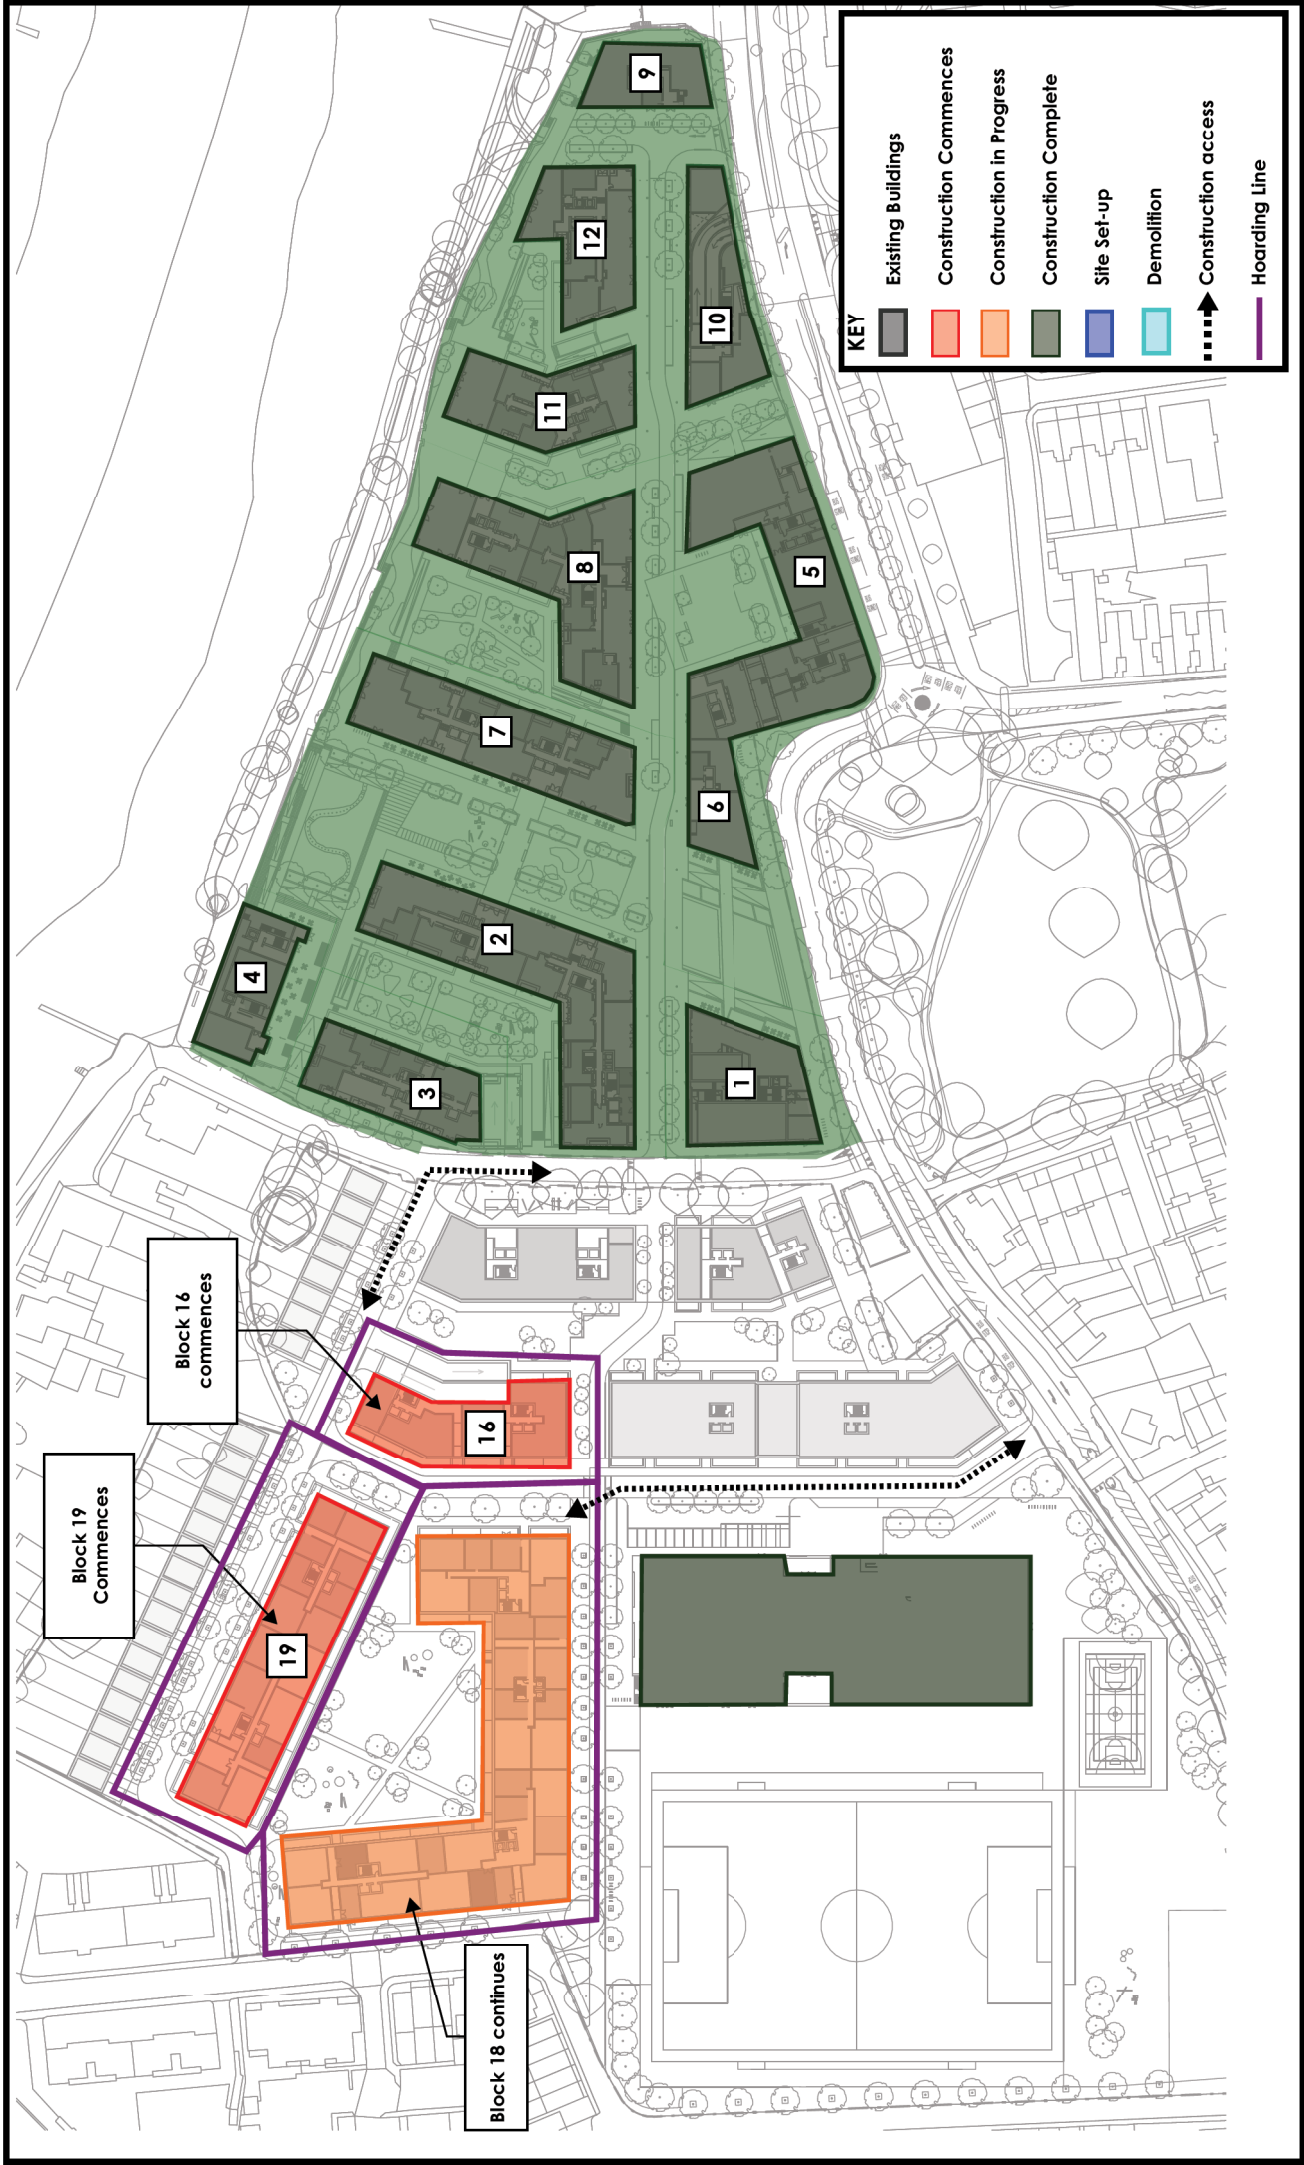 Block 19
Commences
Block 16
commences
4
19
3
16
2
7
Block 18 continues
11
8
12
9
6
10
1
5
KEY
Existing Buildings
Construction Commences
Construction in Progress
Construction Complete
Site Set-up
Demolition
Construction access
Hoarding Line